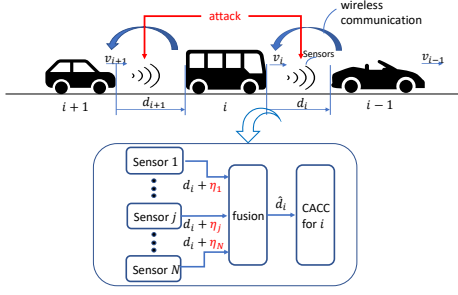 wireless
communication
attack
Sensors
v_{i+1}
v_i
v_{i-1}
i + 1
d_{i+1}
i
d_i
i − 1
Sensor 1
d_i + η_1
Sensor j
d_i + η_j
d_i + η_N
Sensor N
fusion
d̂_i
CACC
for i